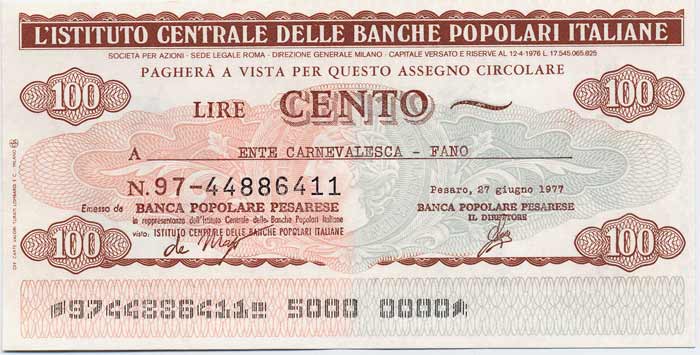 L'ISTITUTO CENTRALE DELLE BANCHE POPOLARI ITALIANE
SOCIETA PER AZIONI - SEDE LEGALE ROMA - DIREZIONE GENERALE MILANO - CAPITALE VERSATO E RISERVE AL 12-4-1976 L. 17.545.065.625
PAGHERÀ A VISTA PER QUESTO ASSEGNO CIRCOLARE
100 LIRE CENTO 100
A ENTE CARNEVALESCA - FANO
N. 97-44886411 Pesaro, 27 giugno 1977
Emesso da BANCA POPOLARE PESARESE BANCA POPOLARE PESARESE
in rappresentanza dell'Istituto Centrale delle Banche Popolari Italiane IL DIRETTORE
visto: ISTITUTO CENTRALE DELLE BANCHE POPOLARI ITALIANE
100 100
9744886411 5000 0000